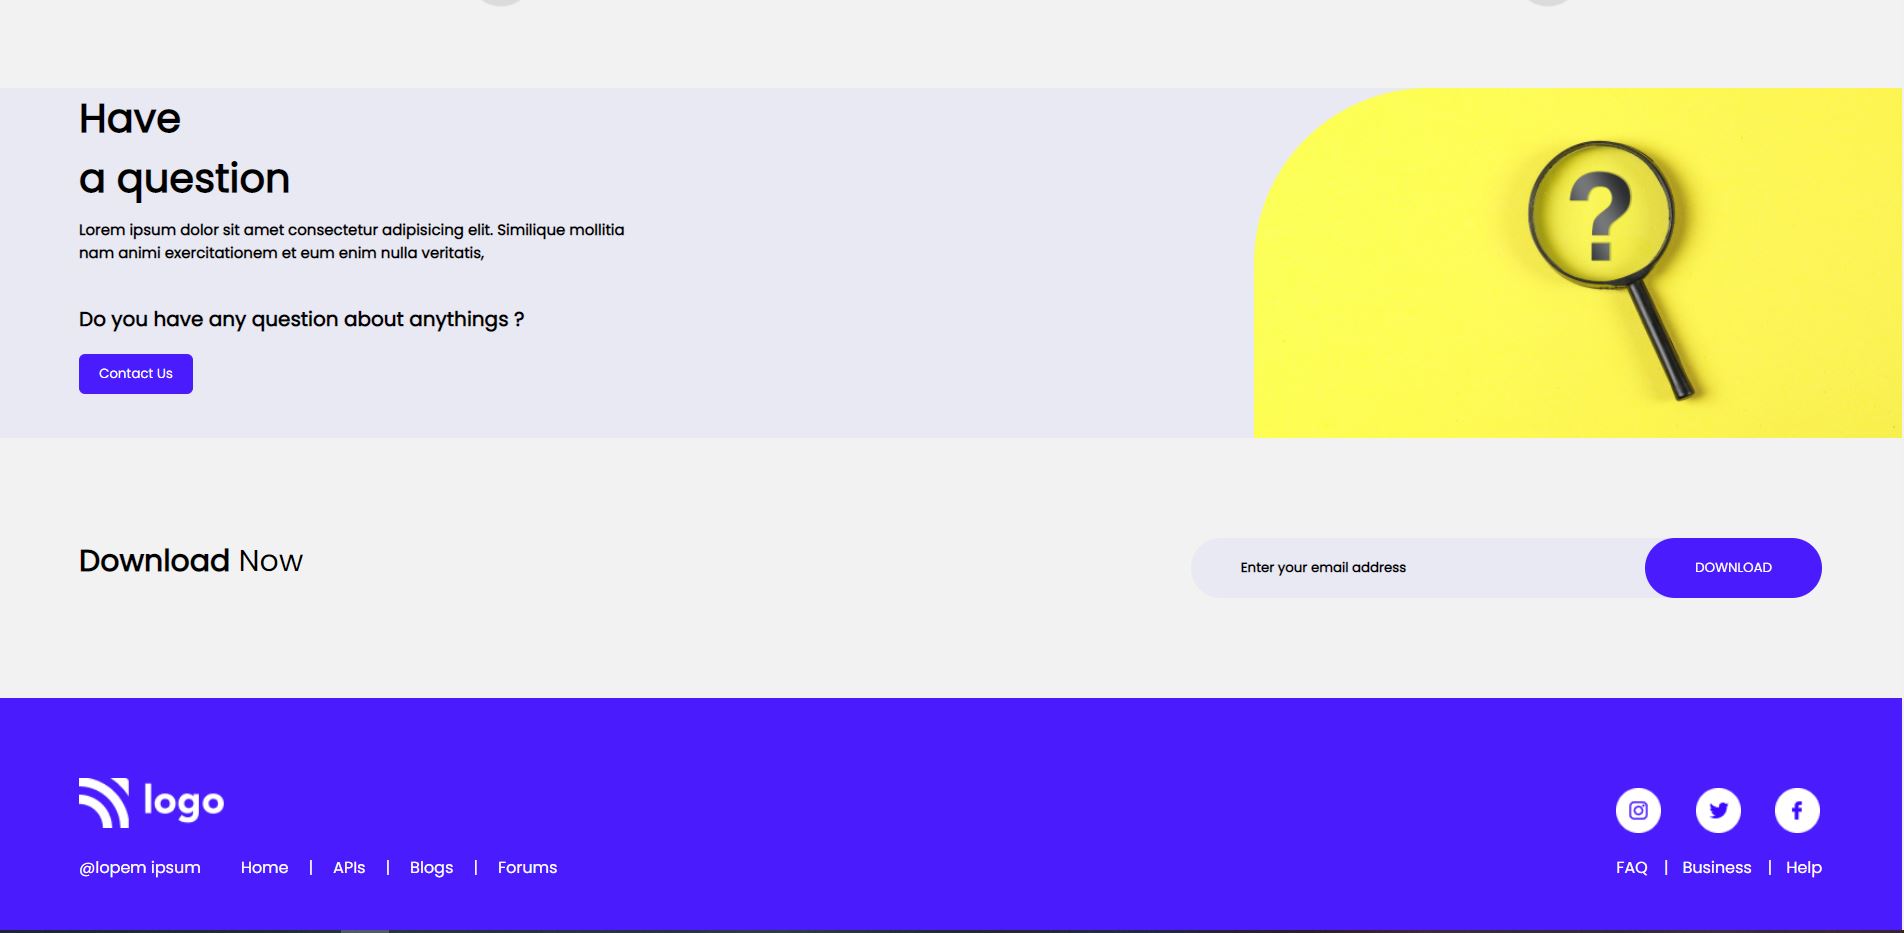 Have
a question
Lorem ipsum dolor sit amet consectetur adipisicing elit. Similique mollitia
nam animi exercitationem et eum enim nulla veritatis,
Do you have any question about anythings ?
Contact Us
?
Download Now
Enter your email address
DOWNLOAD
logo
@lopem ipsum Home | APIs | Blogs | Forums
FAQ | Business | Help